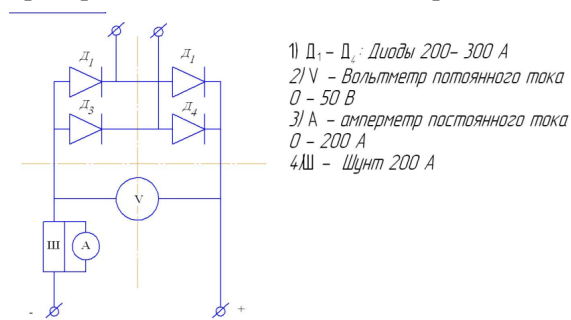 Д1
Д1
Д3
Д4
V
Ш
А
-
+
1) Д1 – Д4: Диоды 200– 300 А
2) V – Вольтметр потоянного тока
0 – 50 В
3) А – амперметр постоянного тока
0 – 200 А
4)Ш – Шунт 200 А